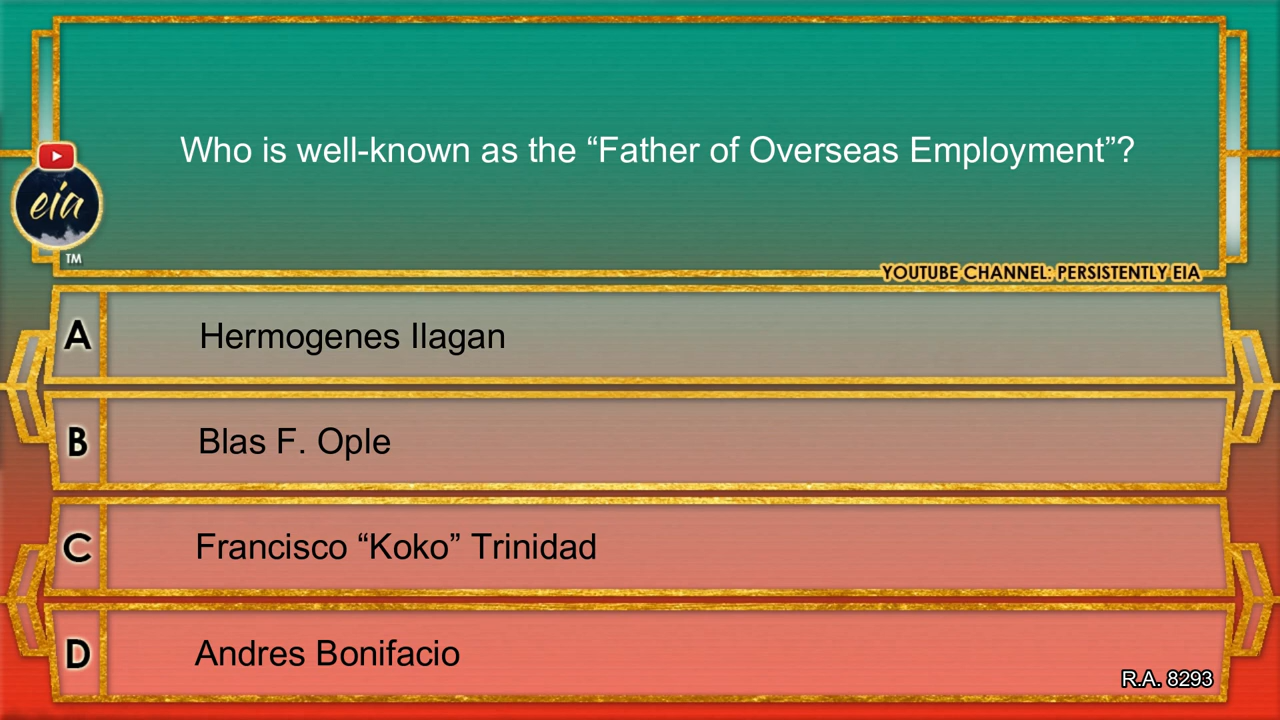 Who is well-known as the “Father of Overseas Employment”?
eia
TM
YOUTUBE CHANNEL: PERSISTENTLY EIA
A Hermogenes Ilagan
B Blas F. Ople
C Francisco “Koko” Trinidad
D Andres Bonifacio
R.A. 8293